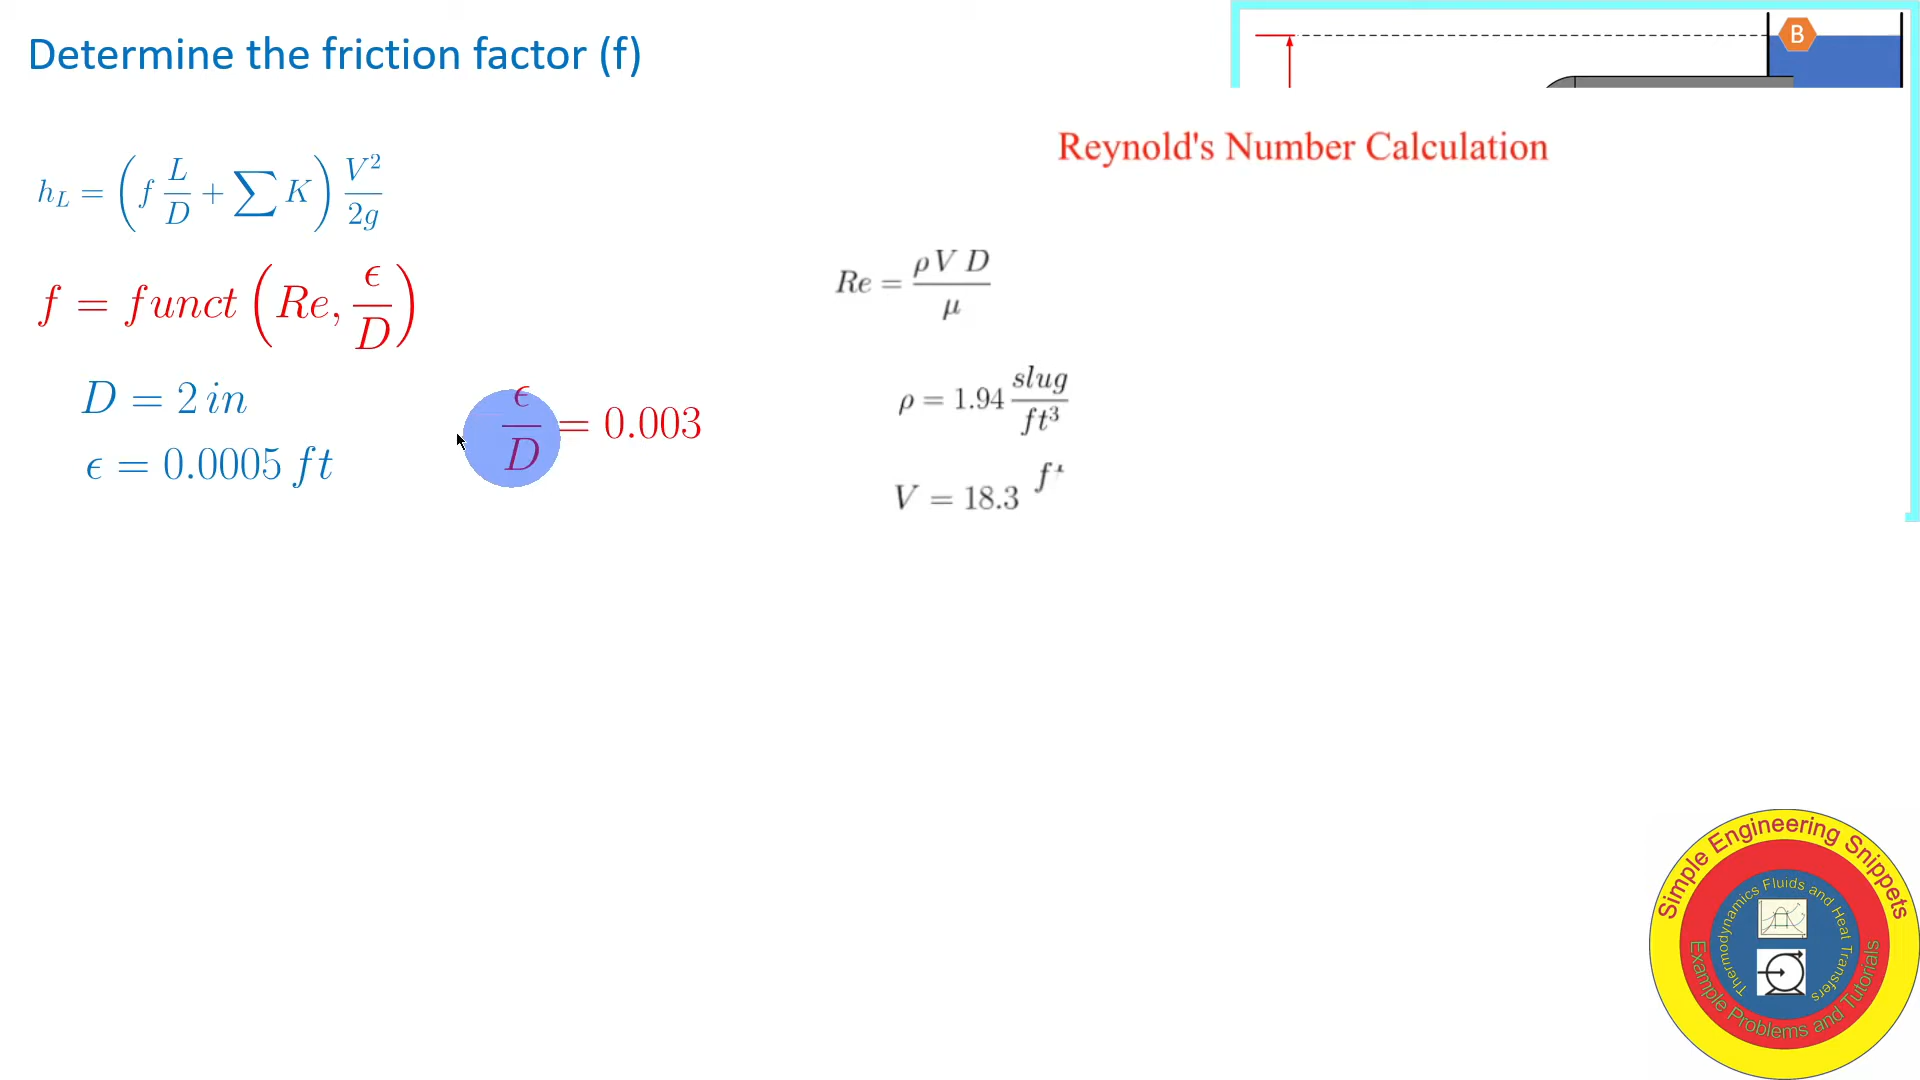 Determine the friction factor (f)
B
Reynold's Number Calculation
h_L = ( f L/D + ∑ K ) V²/2g
f = funct ( Re, ϵ/D )
D = 2 in
ϵ = 0.0005 ft
ϵ/D = 0.003
Re = ρ V D / μ
ρ = 1.94 slug/ft³
V = 18.3
Simple Engineering Snippets
Thermodynamics Fluids and Heat Transfers
Example Problems and Tutorials